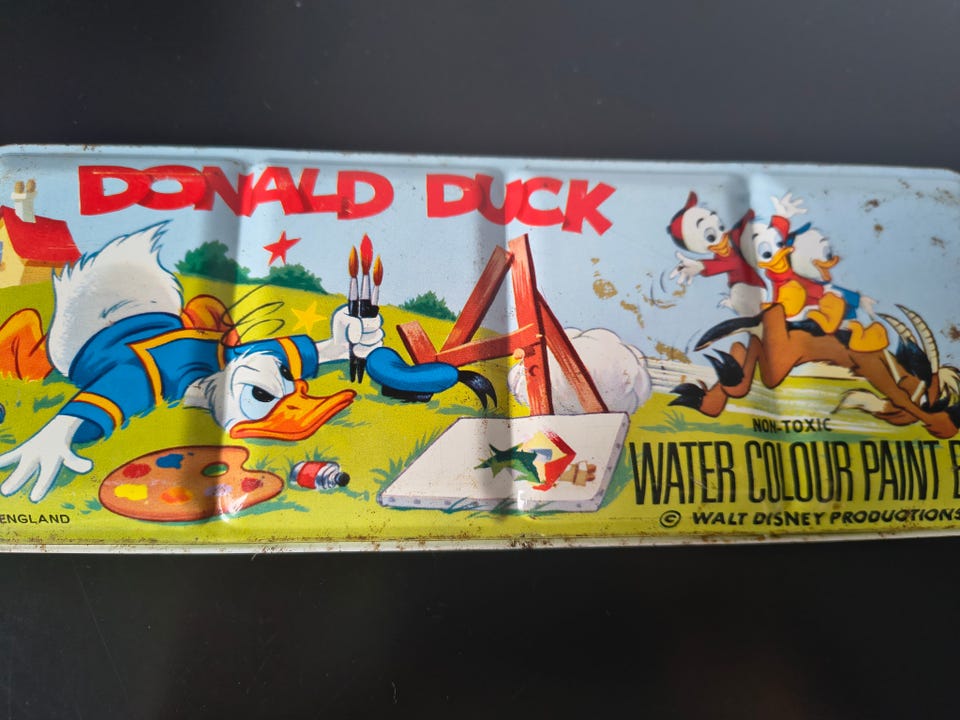 DONALD DUCK
NON-TOXIC
WATER COLOUR PAINT
ENGLAND
© WALT DISNEY PRODUCTIONS